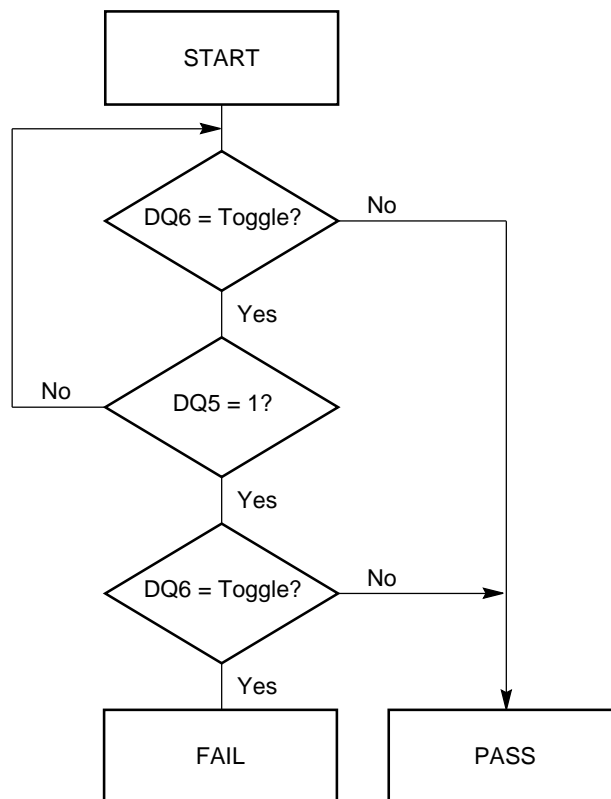 START
DQ6 = Toggle?
No
Yes
No
DQ5 = 1?
Yes
DQ6 = Toggle?
No
Yes
FAIL
PASS